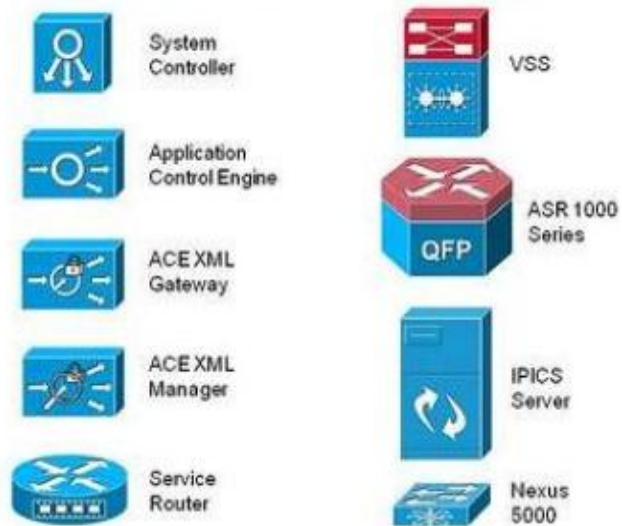 System
Controller
Application
Control Engine
ACE XML
Gateway
ACE XML
Manager
Service
Router
VSS
ASR 1000
Series
QFP
IPICS
Server
Nexus
5000